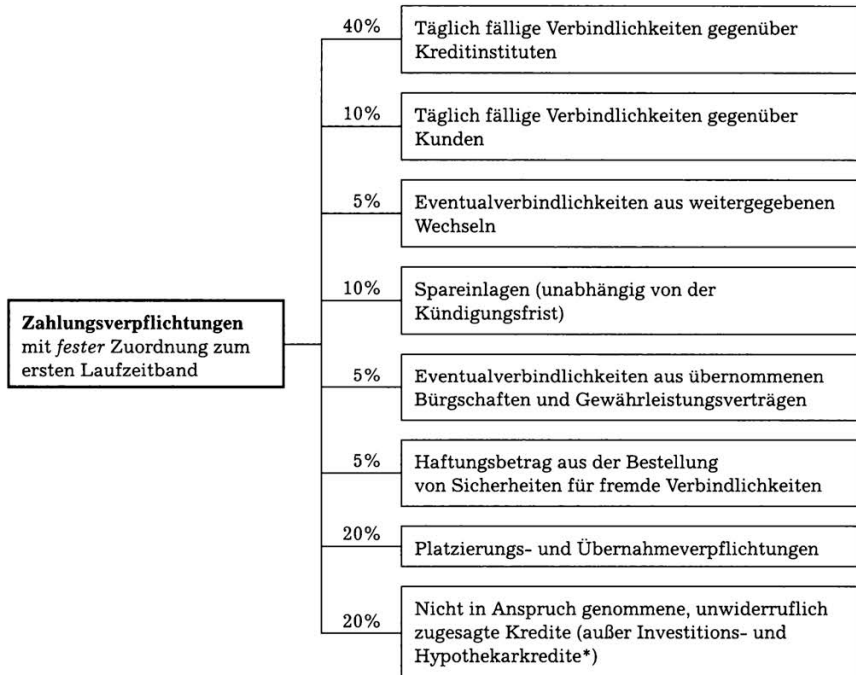 40%
Täglich fällige Verbindlichkeiten gegenüber
Kreditinstituten
10%
Täglich fällige Verbindlichkeiten gegenüber
Kunden
5%
Eventualverbindlichkeiten aus weitergegebenen
Wechseln
10%
Spareinlagen (unabhängig von der
Kündigungsfrist)
Zahlungsverpflichtungen
mit fester Zuordnung zum
ersten Laufzeitband
5%
Eventualverbindlichkeiten aus übernommenen
Bürgschaften und Gewährleistungsverträgen
5%
Haftungsbetrag aus der Bestellung
von Sicherheiten für fremde Verbindlichkeiten
20%
Platzierungs- und Übernahmeverpflichtungen
20%
Nicht in Anspruch genommene, unwiderruflich
zugesagte Kredite (außer Investitions- und
Hypothekarkredite*)